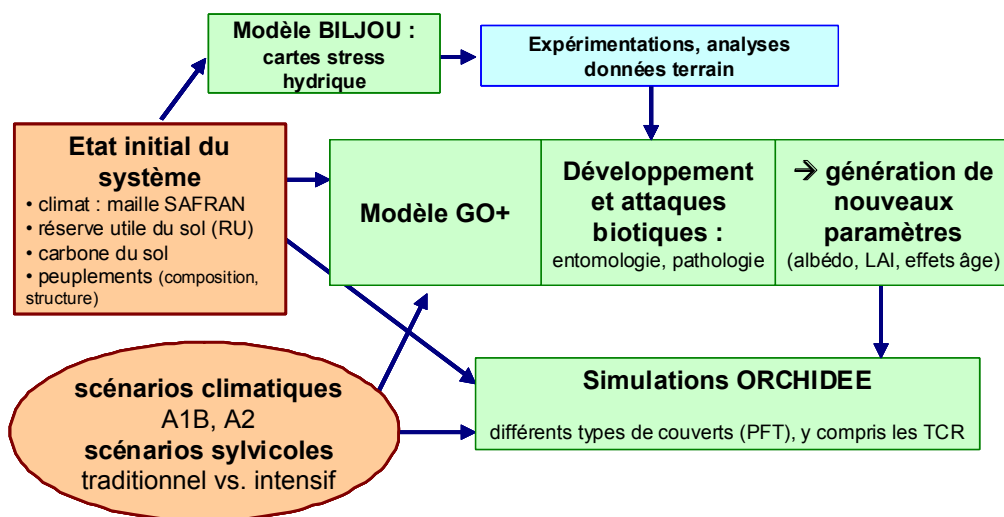 Modèle BILJOU :
cartes stress
hydrique
Expérimentations, analyses
données terrain
Etat initial du
système
• climat : maille SAFRAN
• réserve utile du sol (RU)
• carbone du sol
• peuplements (composition,
structure)
Modèle GO+
Développement
et attaques
biotiques :
entomologie, pathologie
→ génération de
nouveaux
paramètres
(albédo, LAI, effets âge)
scénarios climatiques
A1B, A2
scénarios sylvicoles
traditionnel vs. intensif
Simulations ORCHIDEE
différents types de couverts (PFT), y compris les TCR